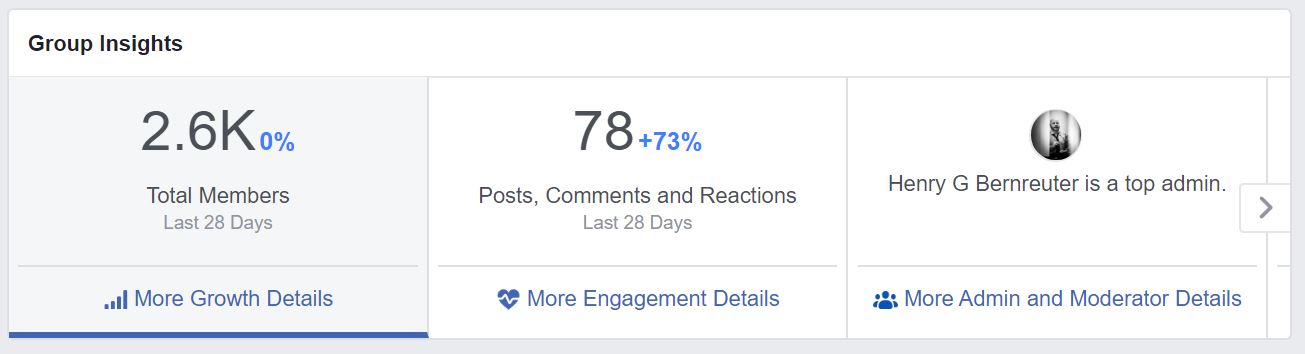 Group Insights
2.6K 0%
Total Members
Last 28 Days
More Growth Details
78 +73%
Posts, Comments and Reactions
Last 28 Days
More Engagement Details
Henry G Bernreuter is a top admin.
More Admin and Moderator Details